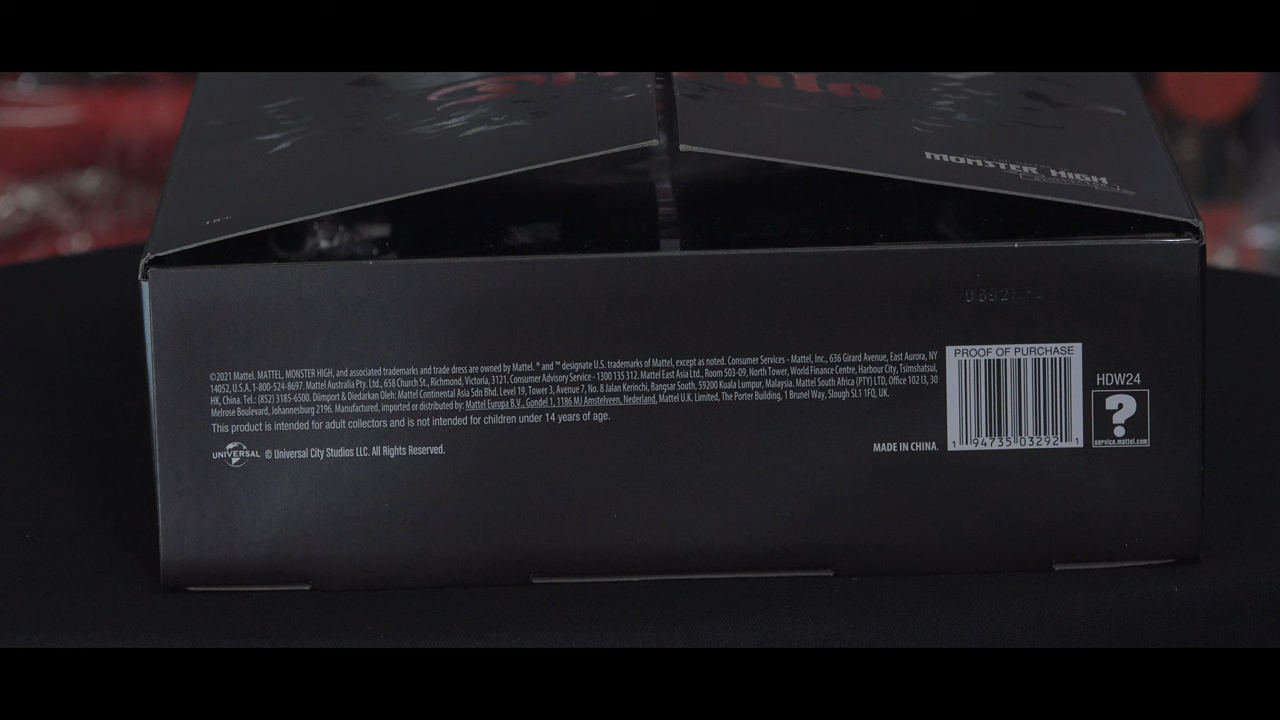 MONSTER HIGH
©2021 Mattel. MATTEL, MONSTER HIGH, and associated trademarks and trade dress are owned by Mattel. ® and ™ designate U.S. trademarks of Mattel, except as noted. Consumer Services - Mattel, Inc., 636 Girard Avenue, East Aurora, NY
14052, U.S.A. 1-800-524-8697. Mattel Australia Pty. Ltd., 658 Church St., Richmond, Victoria, 3121. Consumer Advisory Service - 1300 135 312. Mattel East Asia Ltd., Room 503-09, North Tower, World Finance Centre, Harbour City, Tsimshatsui,
HK, China. Tel.: (852) 3185-6500. Diimport & Diedarkan Oleh: Mattel Continental Asia Sdn Bhd. Level 19, Tower 3, Avenue 7, No. 8 Jalan Kerinchi, Bangsar South, 59200 Kuala Lumpur, Malaysia. Mattel South Africa (PTY) LTD, Office 102 I3, 30
Melrose Boulevard, Johannesburg 2196. Manufactured, imported or distributed by: Mattel Europa B.V., Gondel 1, 1186 MJ Amstelveen, Nederland. Mattel U.K. Limited, The Porter Building, 1 Brunel Way, Slough SL1 1FQ, UK.
This product is intended for adult collectors and is not intended for children under 14 years of age.
UNIVERSAL © Universal City Studios LLC. All Rights Reserved.
MADE IN CHINA.
PROOF OF PURCHASE
1 94735 03292 1
HDW24
?
service.mattel.com